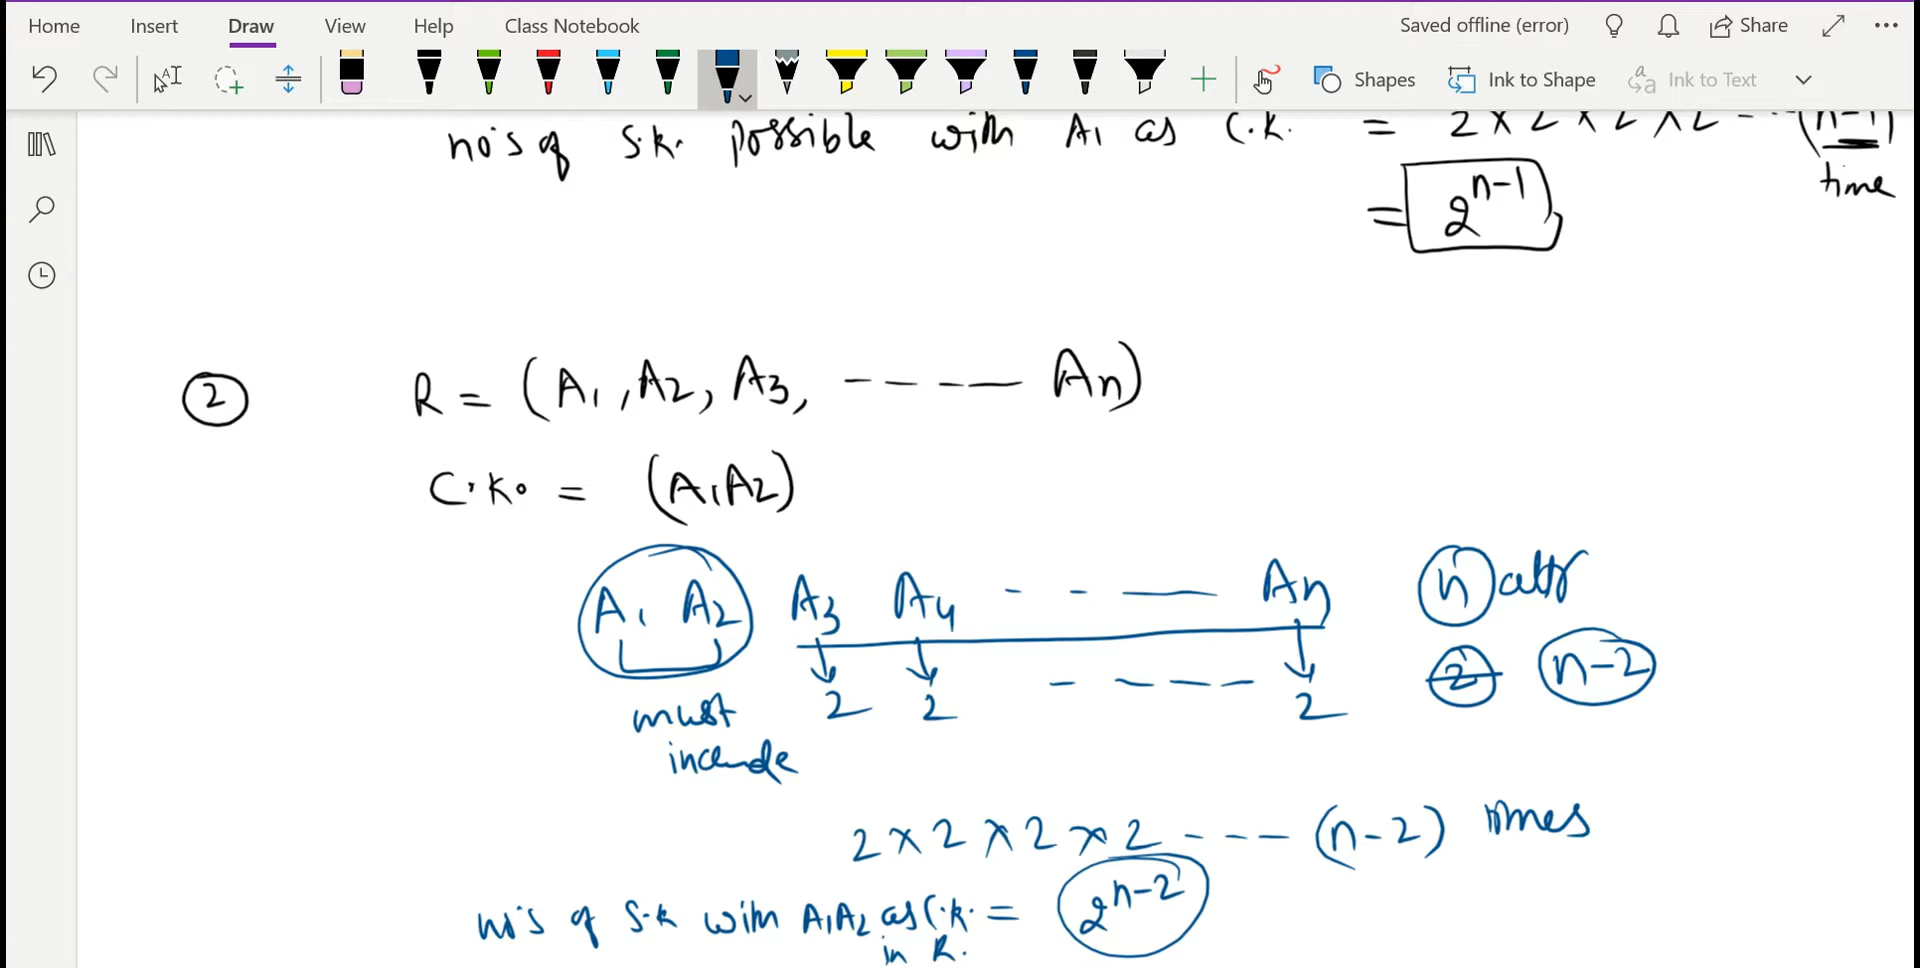 Home Insert Draw View Help Class Notebook Saved offline (error) Share
Shapes Ink to Shape Ink to Text
no's of S.K. possible with A1 as C.K. = 2 x 2 x 2 x 2 - - - (n-1) time
= 2^{n-1}
2 R = (A1, A2, A3, - - - - An)
C.K. = (A1A2)
A1 A2 A3 A4 - - — An n attr
2 2 - - - - 2 2 n-2
must
include
2 x 2 x 2 x 2 - - - (n-2) times
no's of S.K with A1A2 as C.K. = 2^{n-2}
in R.